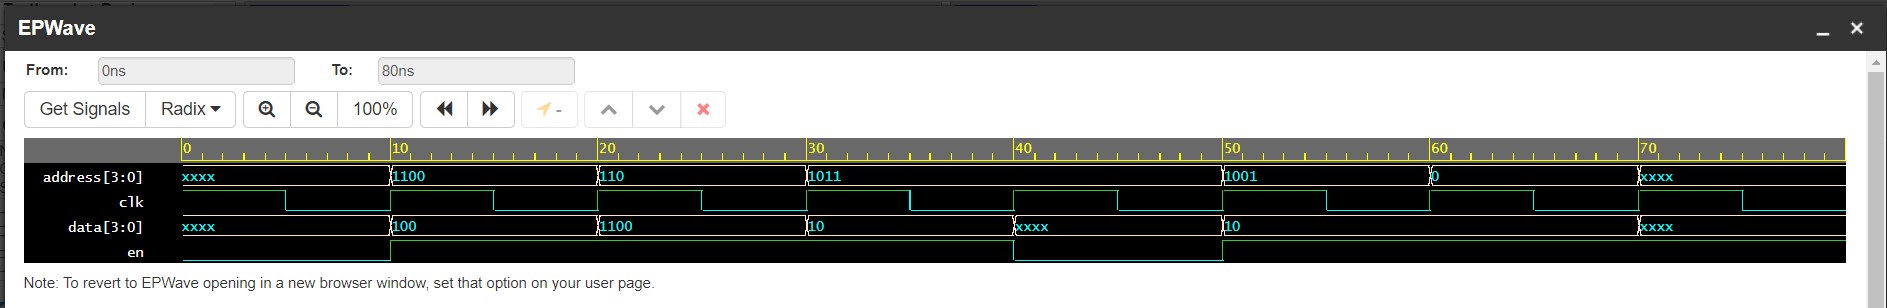 EPWave
From: 0ns To: 80ns
Get Signals Radix 100% -
0 10 20 30 40 50 60 70
address[3:0] xxxx 1100 110 1011 1001 0 xxxx
clk
data[3:0] xxxx 100 1100 10 xxxx 10 xxxx
en
Note: To revert to EPWave opening in a new browser window, set that option on your user page.